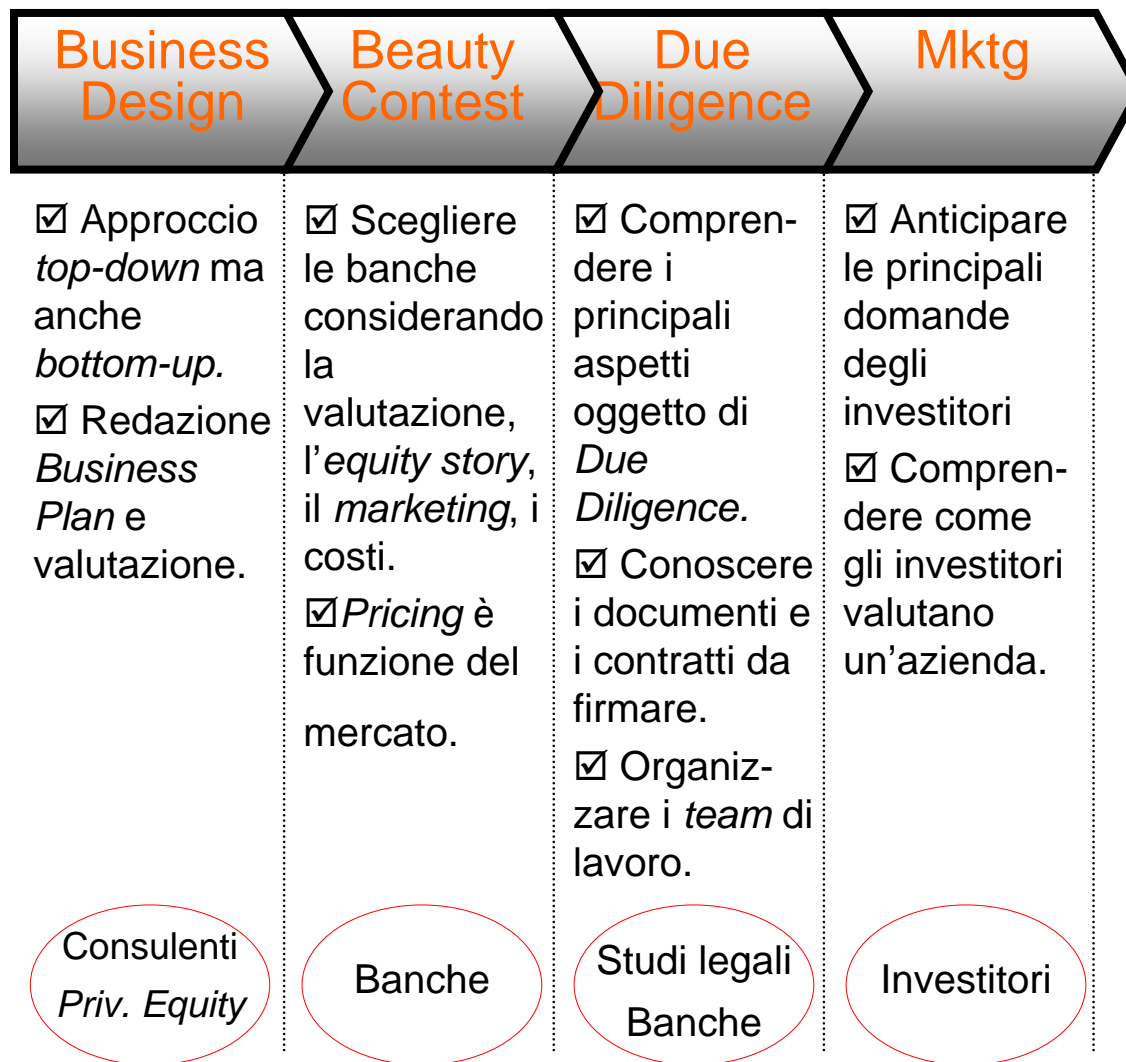 Business
Design
Beauty
Contest
Due
Diligence
Mktg
☑ Approccio
top-down ma
anche
bottom-up.
☑ Redazione
Business
Plan e
valutazione.
☑ Scegliere
le banche
considerando
la
valutazione,
l’equity story,
il marketing, i
costi.
☑Pricing è
funzione del
mercato.
☑ Compren-
dere i
principali
aspetti
oggetto di
Due
Diligence.
☑ Conoscere
i documenti e
i contratti da
firmare.
☑ Organiz-
zare i team di
lavoro.
☑ Anticipare
le principali
domande
degli
investitori
☑ Compren-
dere come
gli investitori
valutano
un’azienda.
Consulenti
Priv. Equity
Banche
Studi legali
Banche
Investitori